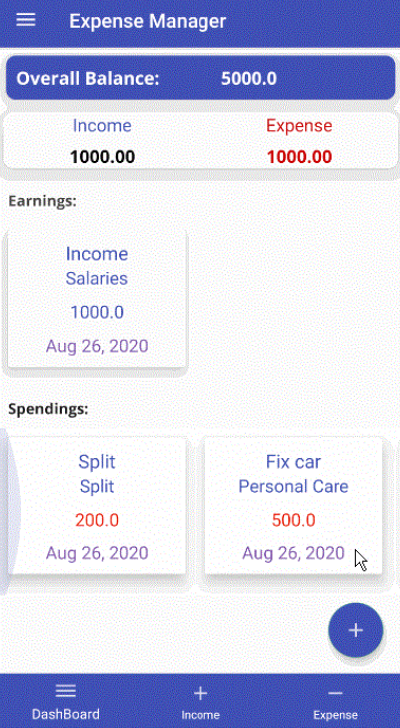 Expense Manager
Overall Balance: 5000.0
Income Expense
1000.00 1000.00
Earnings:
Income
Salaries
1000.0
Aug 26, 2020
Spendings:
Split Fix car
Split Personal Care
200.0 500.0
Aug 26, 2020 Aug 26, 2020
+
DashBoard Income Expense